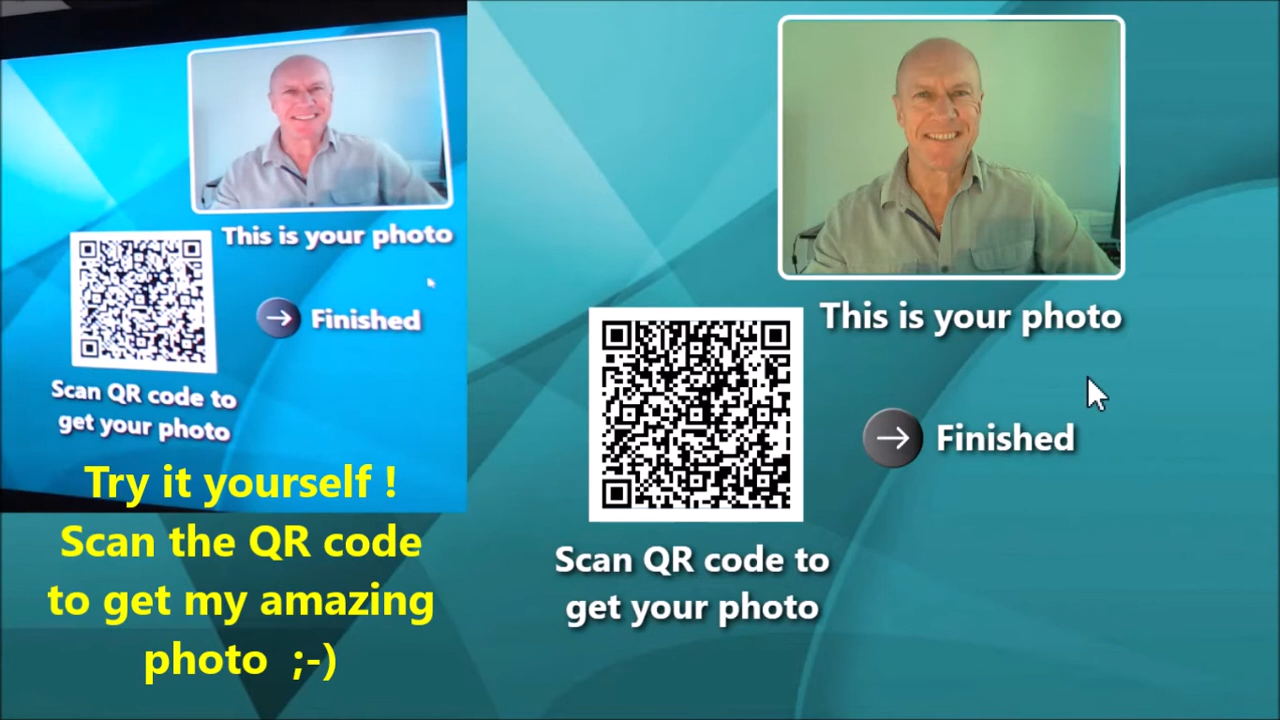 This is your photo
Finished
Scan QR code to
get your photo
Try it yourself !
Scan the QR code
to get my amazing
photo ;-)
This is your photo
Finished
Scan QR code to
get your photo